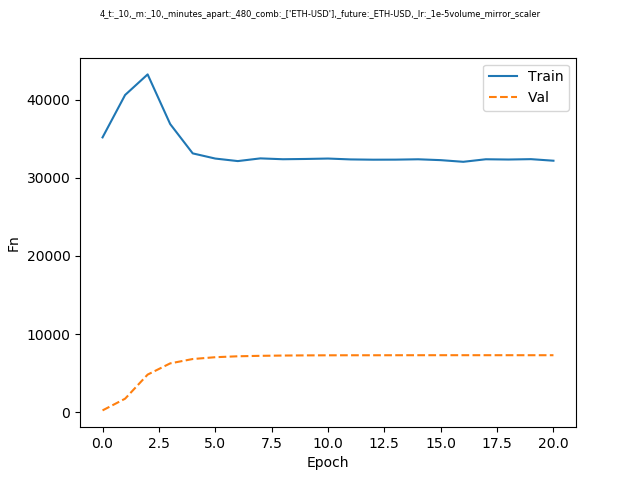 4_t:_10,_m:_10,_minutes_apart:_480_comb:_['ETH-USD'],_future:_ETH-USD,_lr:_1e-5volume_mirror_scaler
Train
Val
40000
30000
20000
10000
0
Fn
0.0 2.5 5.0 7.5 10.0 12.5 15.0 17.5 20.0
Epoch